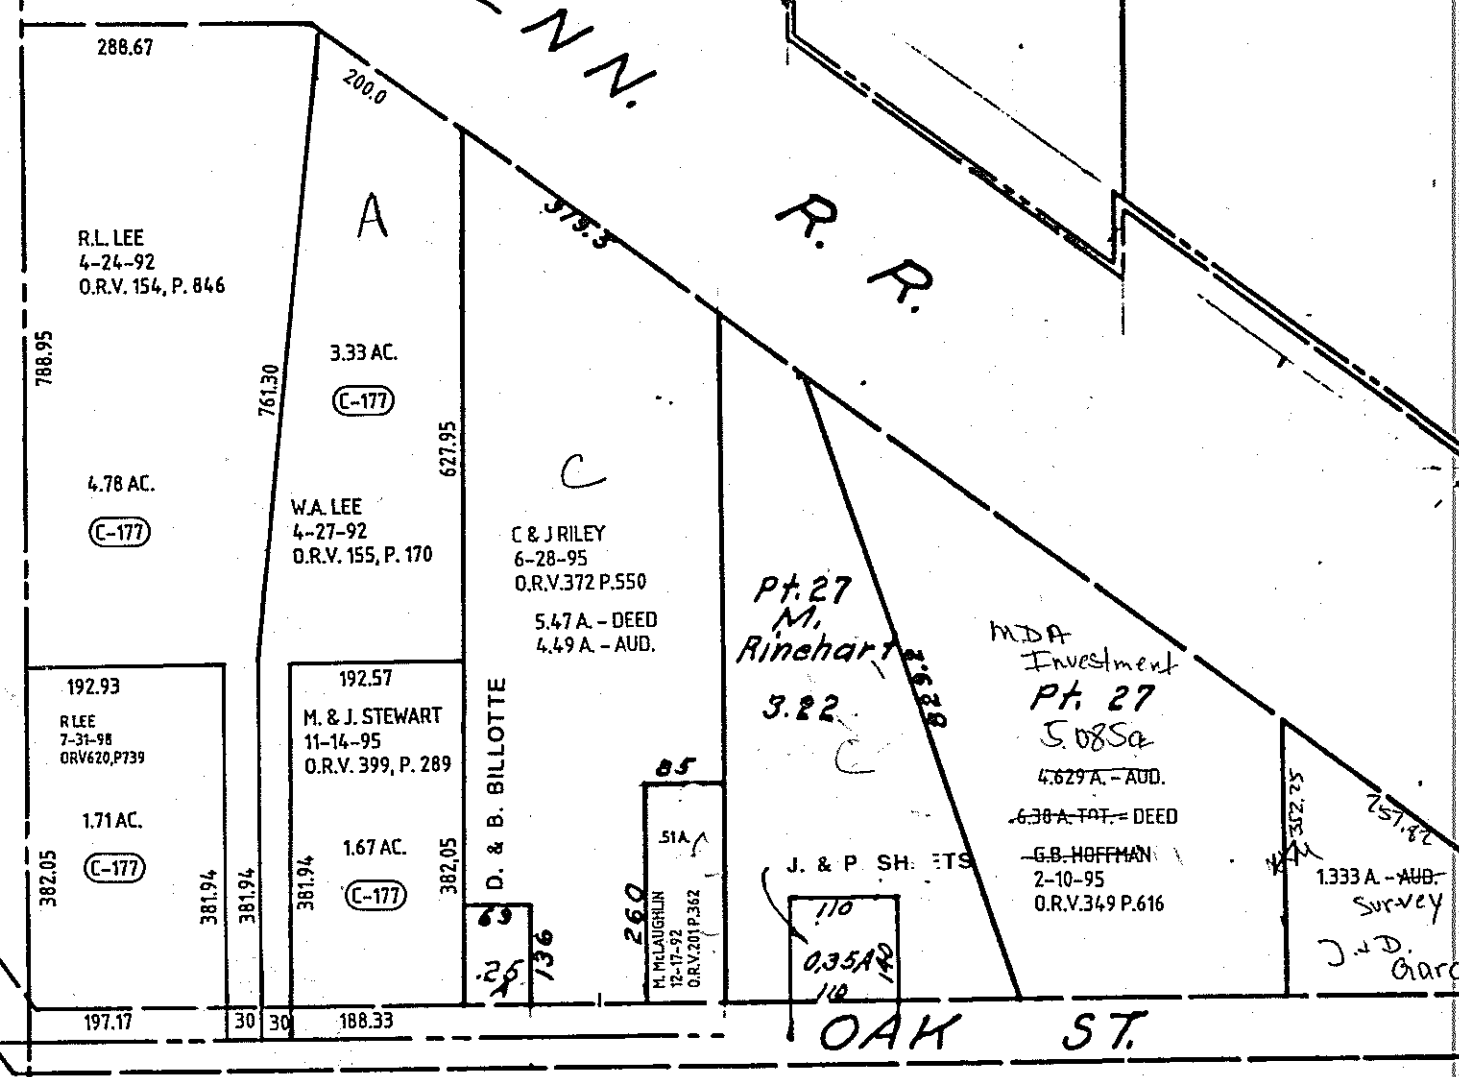 NN.
R. R.
288.67
200.0
A
R.L. LEE
4-24-92
O.R.V. 154, P. 846
788.95
761.30
3.33 AC.
C-177
627.95
4.78 AC.
C-177
W.A. LEE
4-27-92
O.R.V. 155, P. 170
C
C & J RILEY
6-28-95
O.R.V.372 P.550
5.47 A. - DEED
4.49 A. - AUD.
Pt. 27
M.
Rinehart
3.22
C
MDA
Investment
Pt. 27
5.085a
4.629 A. - AUD.
6.38 A. TOT. = DEED
G.B. HOFFMAN
2-10-95
O.R.V.349 P.616
192.93
R LEE
7-31-98
ORV620,P739
1.71 AC.
C-177
382.05
381.94
381.94
192.57
M. & J. STEWART
11-14-95
O.R.V. 399, P. 289
1.67 AC.
C-177
381.94
382.05
D. & B. BILLOTTE
69
136
85
.51A
260
M. McLAUGHLIN
12-17-92
O.R.V.201 P.362
J. & P.
110
0.35A
140
110
352.25
257.82
1.333 A. - AUD.
Survey
J. & D.
197.17
30
30
188.33
OAK ST.